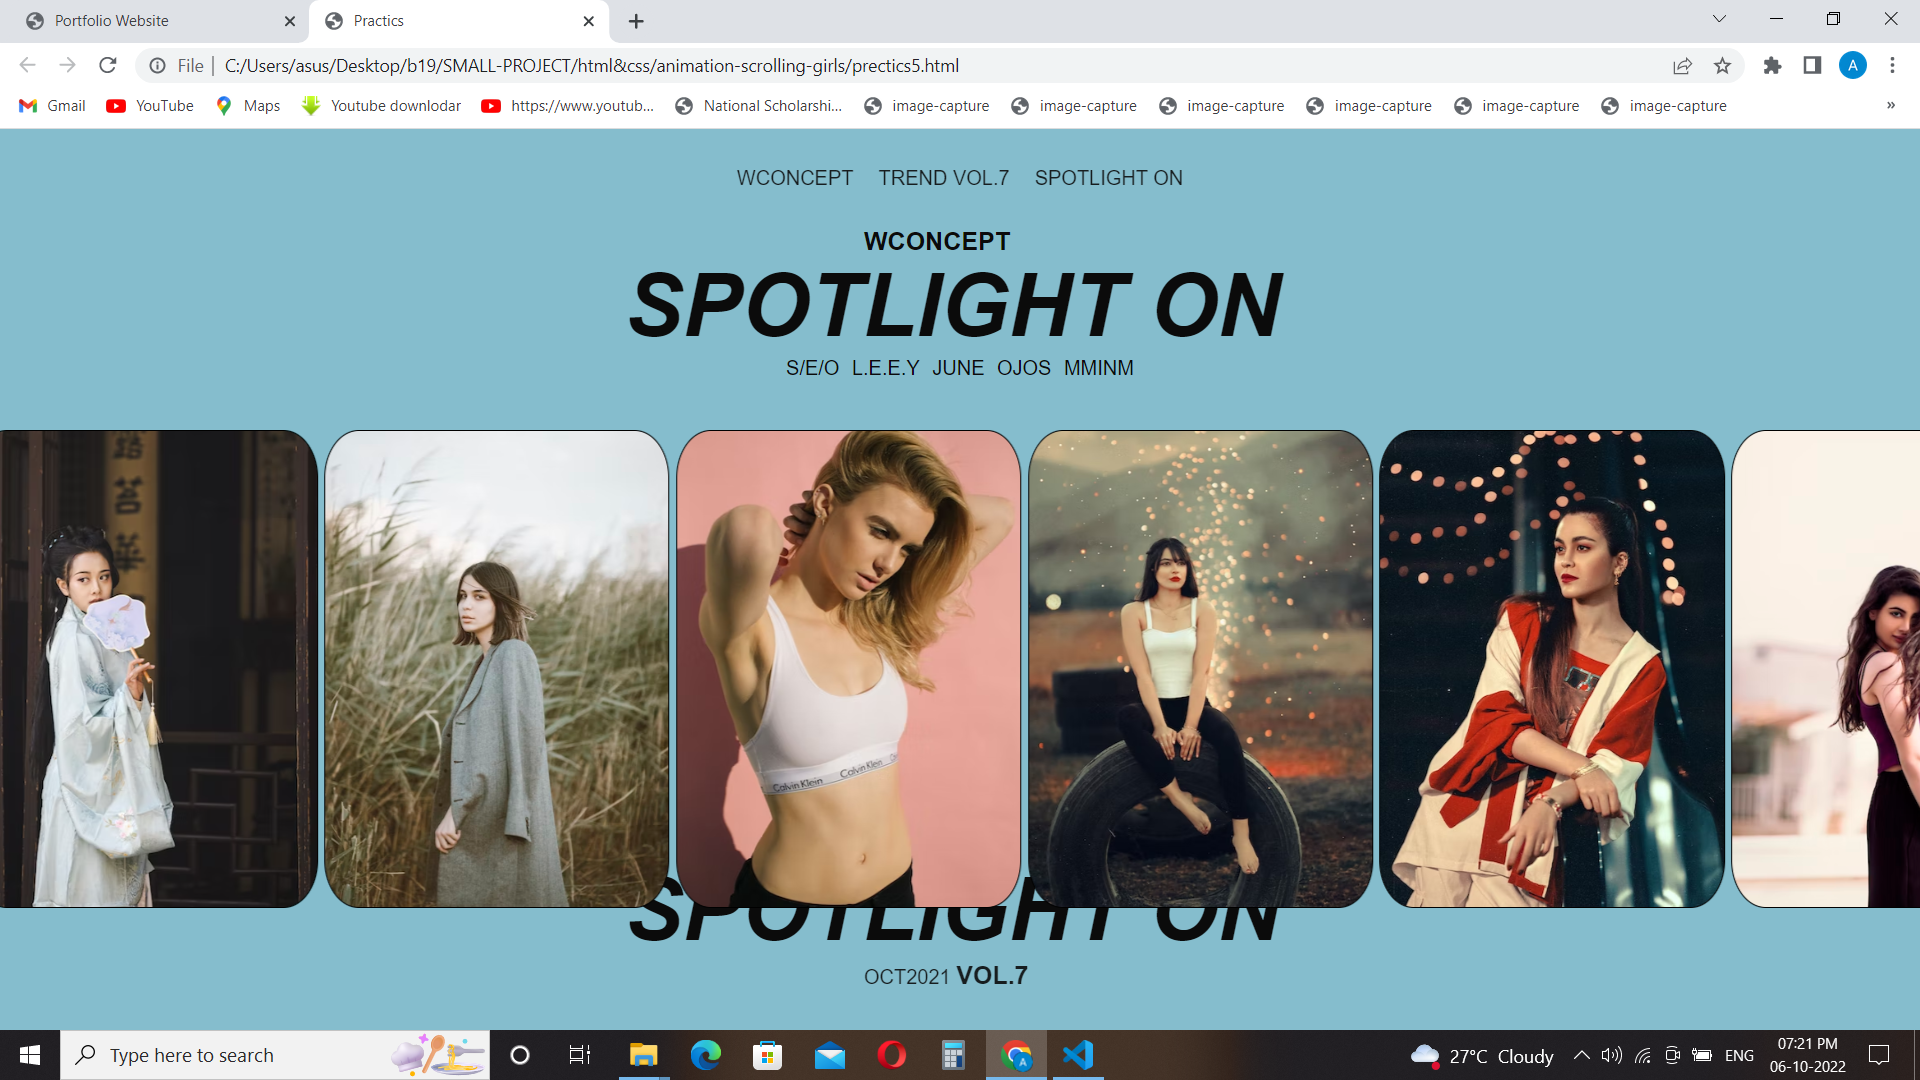 Portfolio Website
Practics
File | C:/Users/asus/Desktop/b19/SMALL-PROJECT/html&css/animation-scrolling-girls/prectics5.html
A
Gmail YouTube Maps Youtube downlodar https://www.youtub... National Scholarshi... image-capture image-capture image-capture image-capture image-capture image-capture »
WCONCEPT TREND VOL.7 SPOTLIGHT ON
WCONCEPT
SPOTLIGHT ON
S/E/O L.E.E.Y JUNE OJOS MMINM
Calvin Klein Calvin Klein
SPOTLIGHT ON
OCT2021 VOL.7
Type here to search
27°C Cloudy
ENG
07:21 PM
06-10-2022